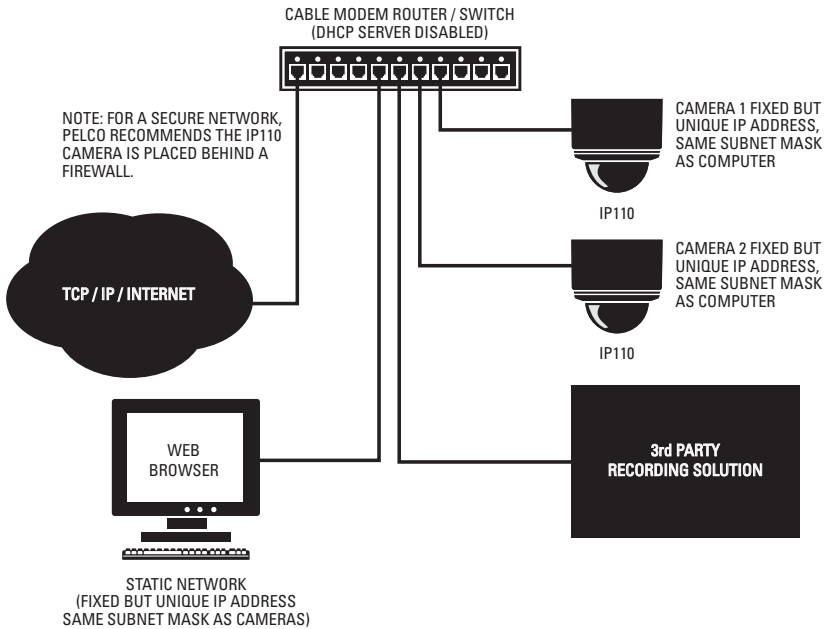 CABLE MODEM ROUTER / SWITCH
(DHCP SERVER DISABLED)
NOTE: FOR A SECURE NETWORK,
PELCO RECOMMENDS THE IP110
CAMERA IS PLACED BEHIND A
FIREWALL.
CAMERA 1 FIXED BUT
UNIQUE IP ADDRESS,
SAME SUBNET MASK
AS COMPUTER
IP110
CAMERA 2 FIXED BUT
UNIQUE IP ADDRESS,
SAME SUBNET MASK
AS COMPUTER
IP110
TCP / IP / INTERNET
WEB
BROWSER
3rd PARTY
RECORDING SOLUTION
STATIC NETWORK
(FIXED BUT UNIQUE IP ADDRESS
SAME SUBNET MASK AS CAMERAS)